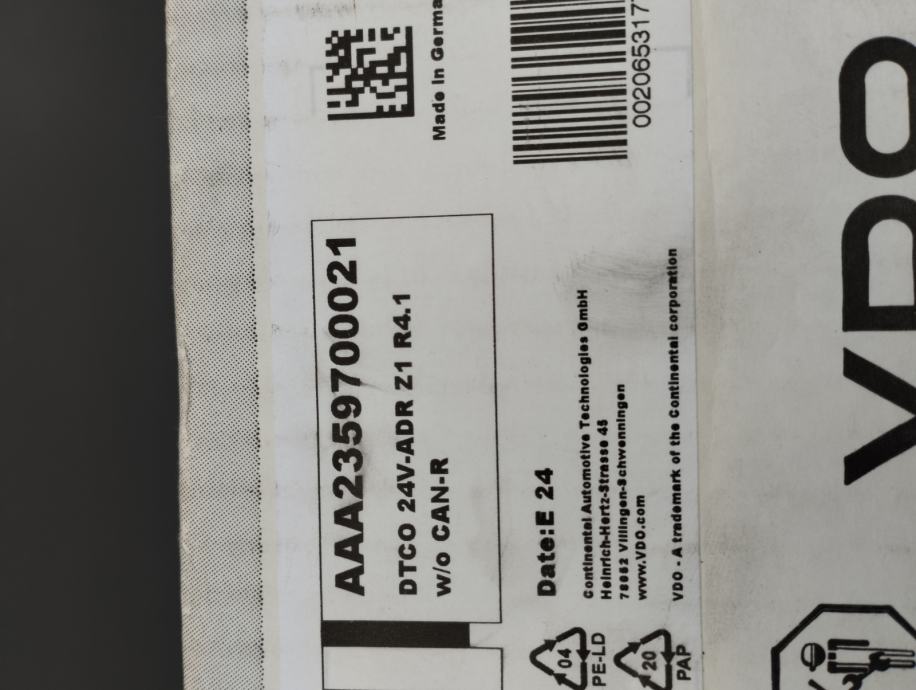 AAA2359700021
DTCO 24V-ADR Z1 R4.1
w/o CAN-R
Made in Germa
0020653177
Date:E 24
Continental Automotive Technologies GmbH
Heinrich-Hertz-Strasse 45
78052 Villingen-Schwenningen
www.VDO.com
VDO - A trademark of the Continental corporation
04
PE-LD
20
PAP
VDO